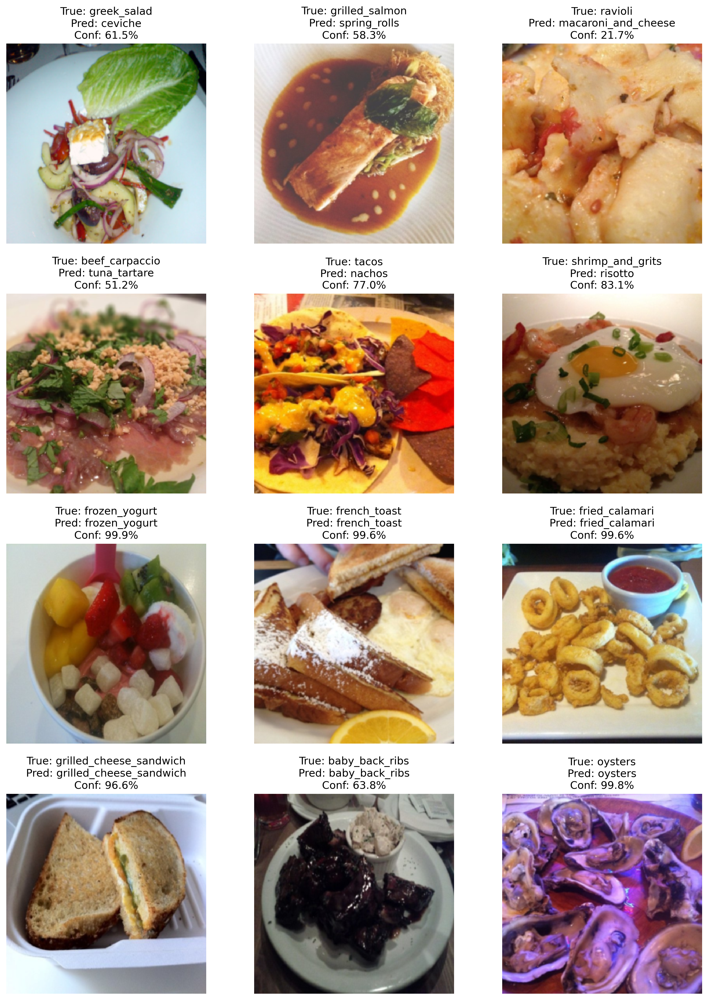 True: greek_salad
Pred: ceviche
Conf: 61.5%
True: grilled_salmon
Pred: spring_rolls
Conf: 58.3%
True: ravioli
Pred: macaroni_and_cheese
Conf: 21.7%
True: beef_carpaccio
Pred: tuna_tartare
Conf: 51.2%
True: tacos
Pred: nachos
Conf: 77.0%
True: shrimp_and_grits
Pred: risotto
Conf: 83.1%
True: frozen_yogurt
Pred: frozen_yogurt
Conf: 99.9%
True: french_toast
Pred: french_toast
Conf: 99.6%
True: fried_calamari
Pred: fried_calamari
Conf: 99.6%
True: grilled_cheese_sandwich
Pred: grilled_cheese_sandwich
Conf: 96.6%
True: baby_back_ribs
Pred: baby_back_ribs
Conf: 63.8%
True: oysters
Pred: oysters
Conf: 99.8%